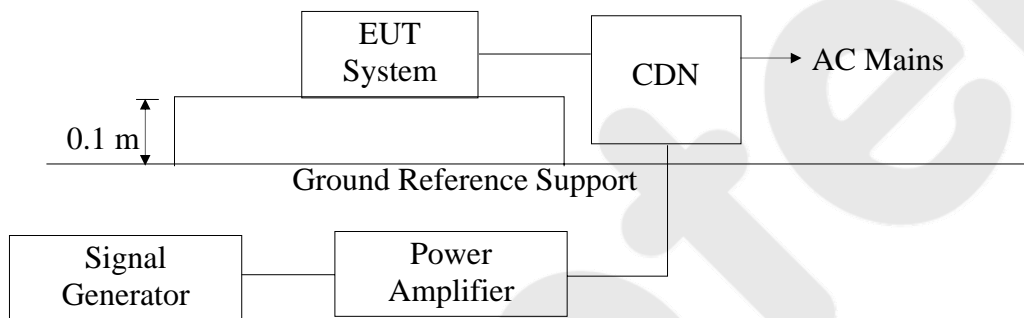 EUT
System
CDN
AC Mains
0.1 m
Ground Reference Support
Signal
Generator
Power
Amplifier